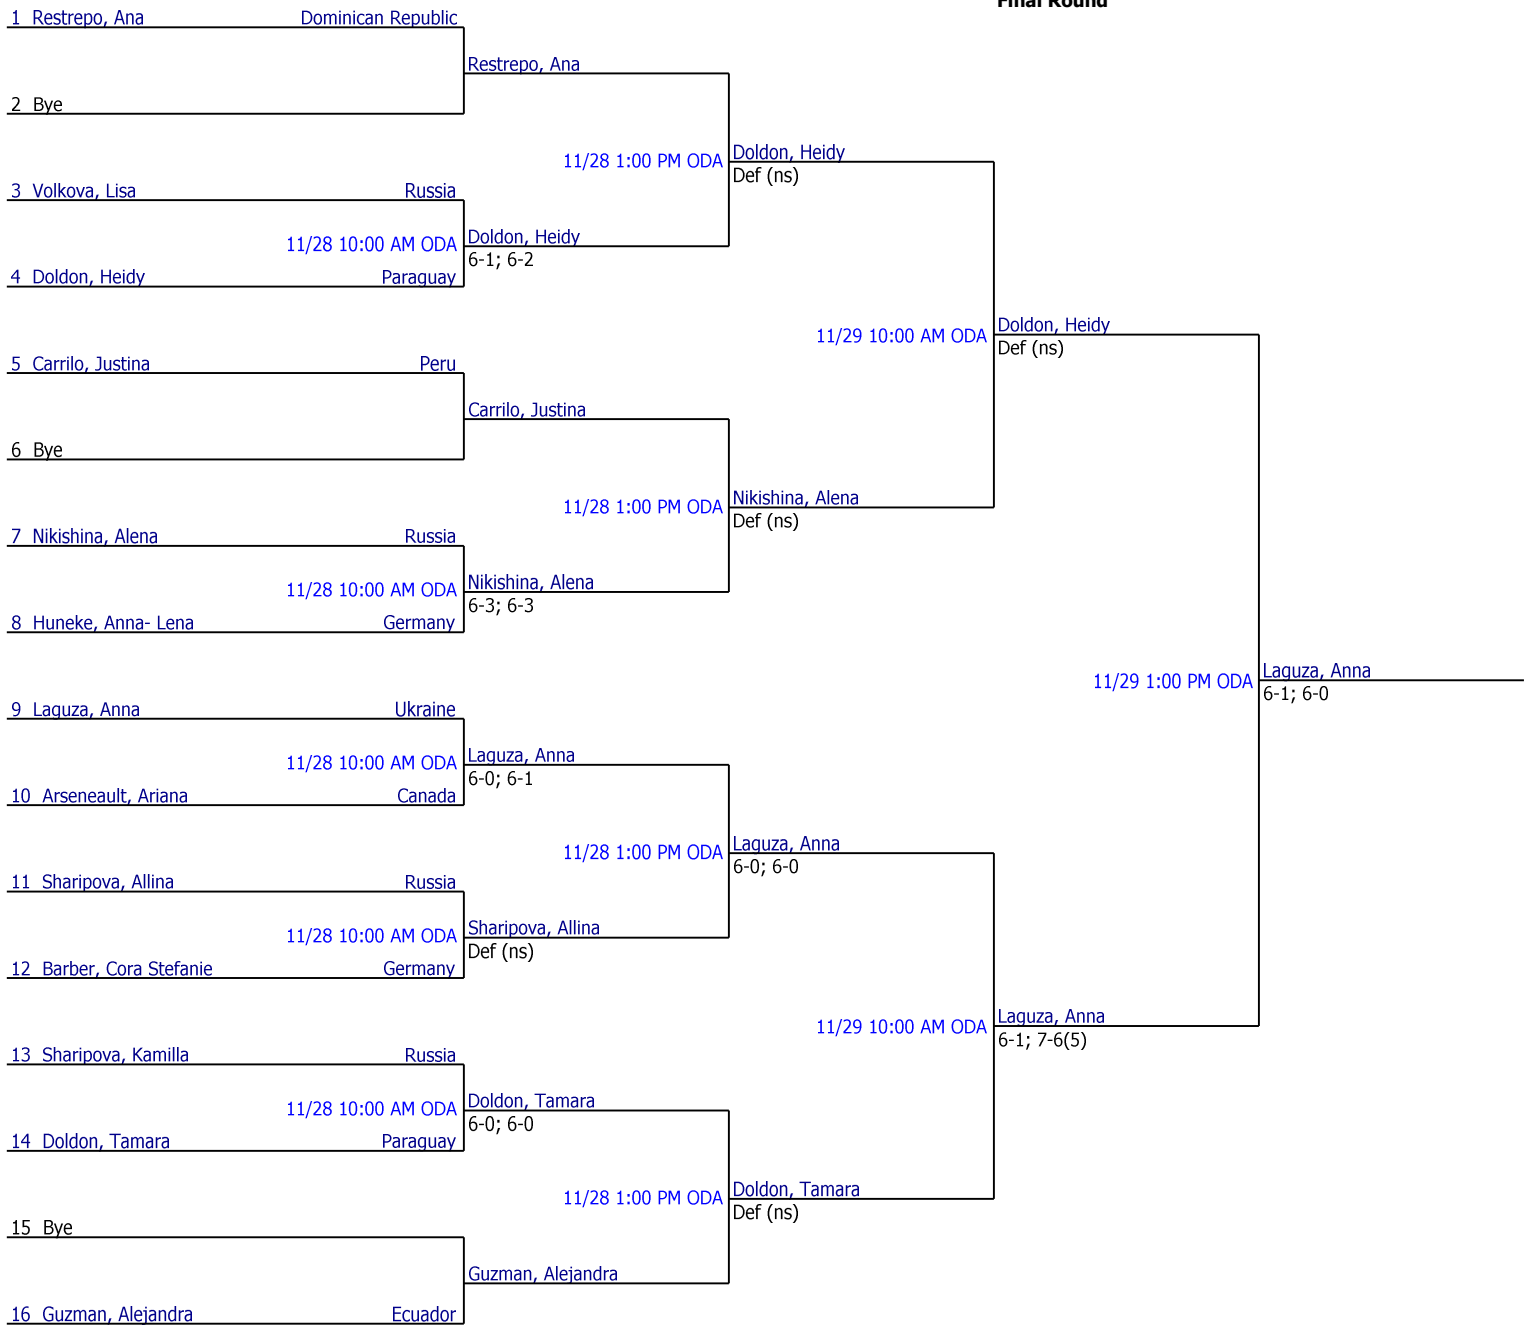 Final Round
1 Restrepo, Ana Dominican Republic
Restrepo, Ana
2 Bye
11/28 1:00 PM ODA Doldon, Heidy
Def (ns)
3 Volkova, Lisa Russia
11/28 10:00 AM ODA Doldon, Heidy
6-1; 6-2
4 Doldon, Heidy Paraguay
11/29 10:00 AM ODA Doldon, Heidy
Def (ns)
5 Carrilo, Justina Peru
Carrilo, Justina
6 Bye
11/28 1:00 PM ODA Nikishina, Alena
Def (ns)
7 Nikishina, Alena Russia
11/28 10:00 AM ODA Nikishina, Alena
6-3; 6-3
8 Huneke, Anna- Lena Germany
11/29 1:00 PM ODA Laguza, Anna
6-1; 6-0
9 Laguza, Anna Ukraine
11/28 10:00 AM ODA Laguza, Anna
6-0; 6-1
10 Arseneault, Ariana Canada
11/28 1:00 PM ODA Laguza, Anna
6-0; 6-0
11 Sharipova, Allina Russia
11/28 10:00 AM ODA Sharipova, Allina
Def (ns)
12 Barber, Cora Stefanie Germany
11/29 10:00 AM ODA Laguza, Anna
6-1; 7-6(5)
13 Sharipova, Kamilla Russia
11/28 10:00 AM ODA Doldon, Tamara
6-0; 6-0
14 Doldon, Tamara Paraguay
11/28 1:00 PM ODA Doldon, Tamara
Def (ns)
15 Bye
Guzman, Alejandra
16 Guzman, Alejandra Ecuador